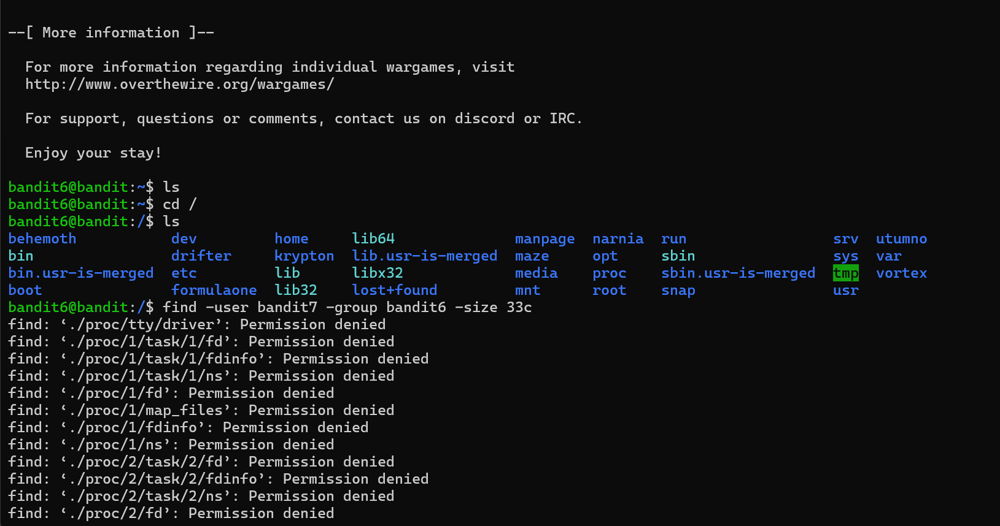 --[ More information ]--
For more information regarding individual wargames, visit
http://www.overthewire.org/wargames/
For support, questions or comments, contact us on discord or IRC.
Enjoy your stay!
bandit6@bandit:~$ ls
bandit6@bandit:~$ cd /
bandit6@bandit:/$ ls
behemoth dev home lib64 manpage narnia run srv utumno
bin drifter krypton lib.usr-is-merged maze opt sbin sys var
bin.usr-is-merged etc lib libx32 media proc sbin.usr-is-merged tmp vortex
boot formulaone lib32 lost+found mnt root snap usr
bandit6@bandit:/$ find -user bandit7 -group bandit6 -size 33c
find: ‘./proc/tty/driver’: Permission denied
find: ‘./proc/1/task/1/fd’: Permission denied
find: ‘./proc/1/task/1/fdinfo’: Permission denied
find: ‘./proc/1/task/1/ns’: Permission denied
find: ‘./proc/1/fd’: Permission denied
find: ‘./proc/1/map_files’: Permission denied
find: ‘./proc/1/fdinfo’: Permission denied
find: ‘./proc/1/ns’: Permission denied
find: ‘./proc/2/task/2/fd’: Permission denied
find: ‘./proc/2/task/2/fdinfo’: Permission denied
find: ‘./proc/2/task/2/ns’: Permission denied
find: ‘./proc/2/fd’: Permission denied